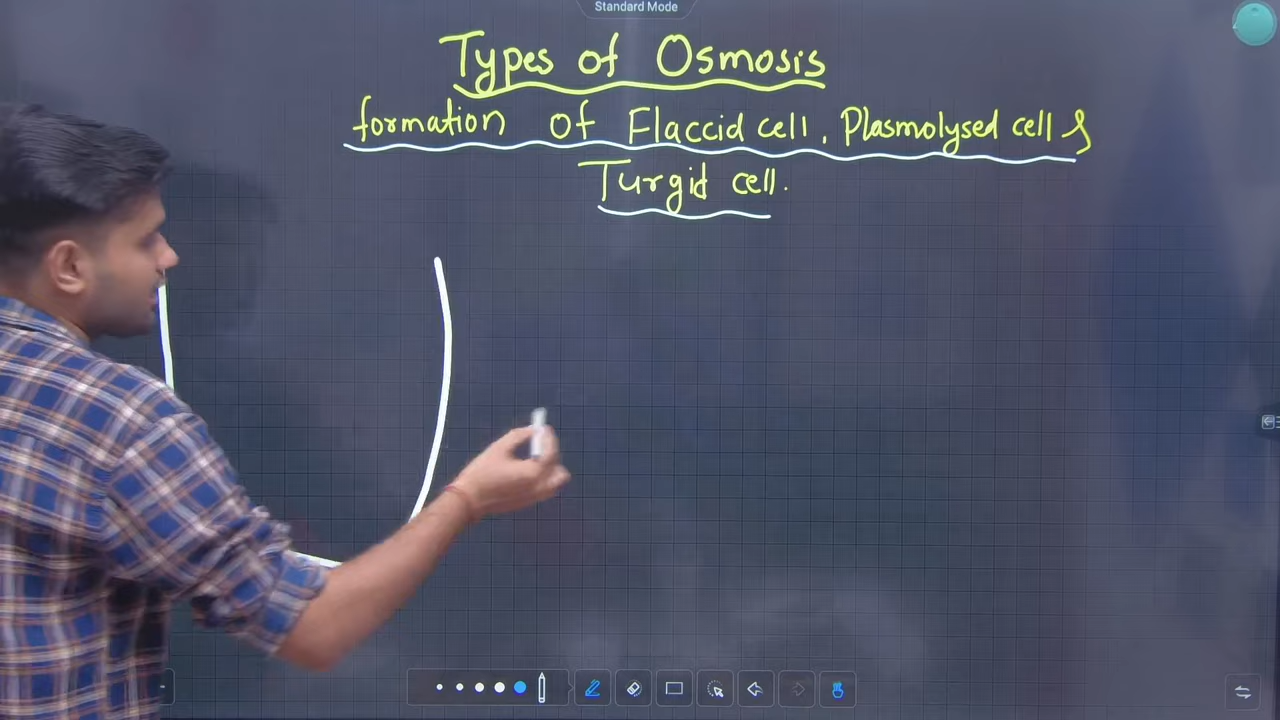 Standard Mode
Types of Osmosis
formation of Flaccid cell, Plasmolysed cell &
Turgid cell.